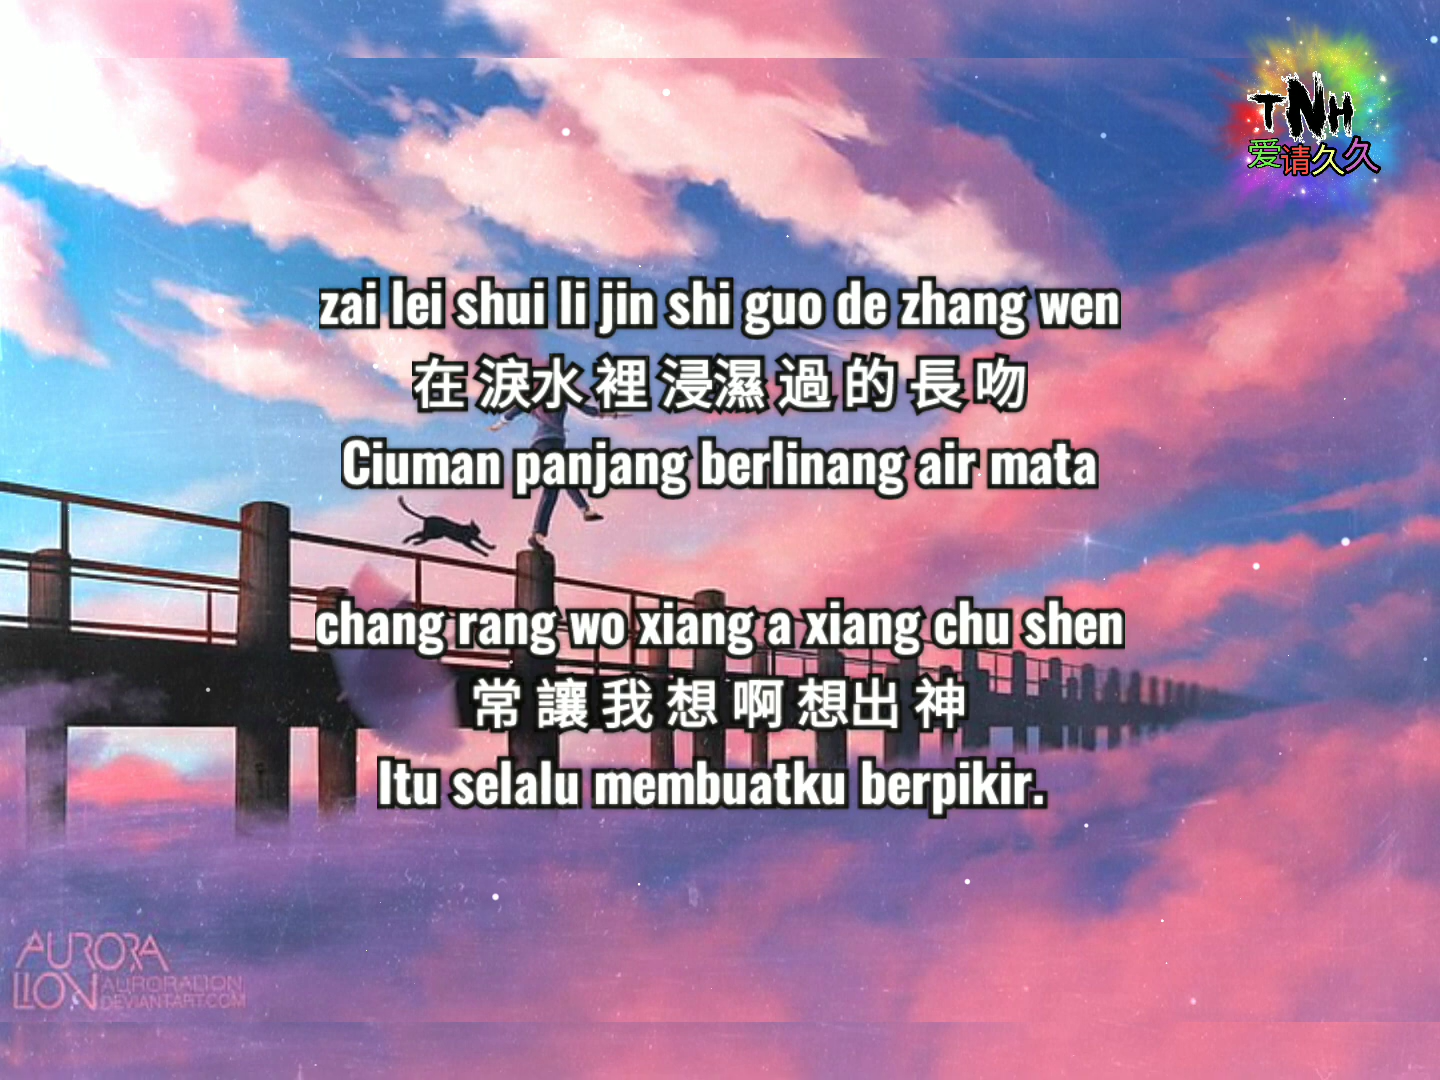 TNH
爱请久久
zai lei shui li jin shi guo de zhang wen
在 淚水 裡 浸濕 過 的 長 吻
Ciuman panjang berlinang air mata
chang rang wo xiang a xiang chu shen
常 讓 我 想 啊 想出 神
Itu selalu membuatku berpikir.
AURORA
LION AURORALION
DEVIANTART.COM